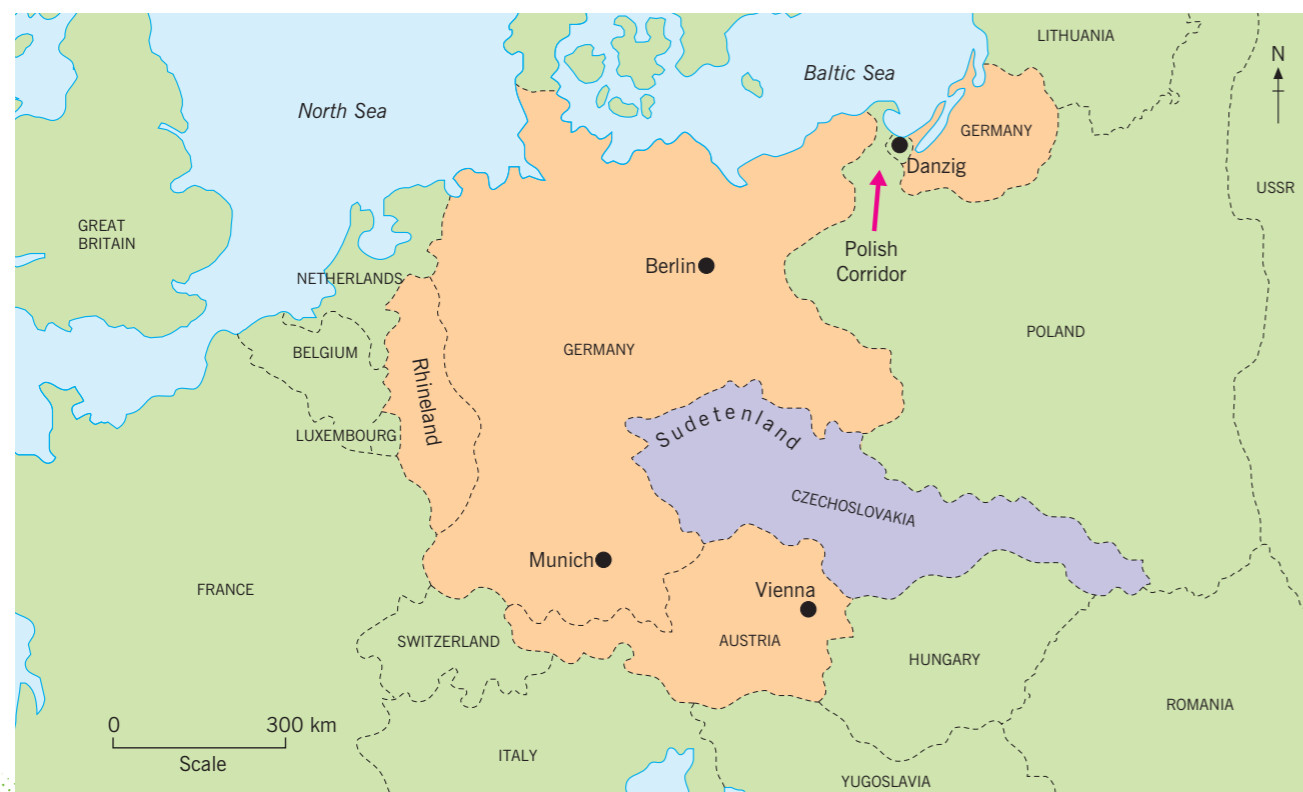 LITHUANIA
N
Baltic Sea
North Sea
GERMANY
Danzig
USSR
GREAT
BRITAIN
Polish
Corridor
Berlin
NETHERLANDS
POLAND
BELGIUM
GERMANY
Rhineland
Sudetenland
LUXEMBOURG
CZECHOSLOVAKIA
Munich
FRANCE
Vienna
SWITZERLAND
AUSTRIA
HUNGARY
ROMANIA
0 300 km
Scale
ITALY
YUGOSLAVIA